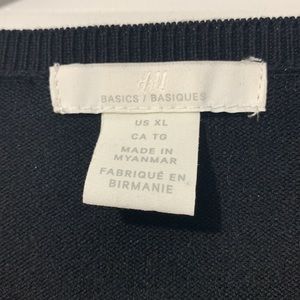 H&M
BASICS / BASIQUES
US XL
CA TG
MADE IN
MYANMAR
FABRIQUÉ EN
BIRMANIE